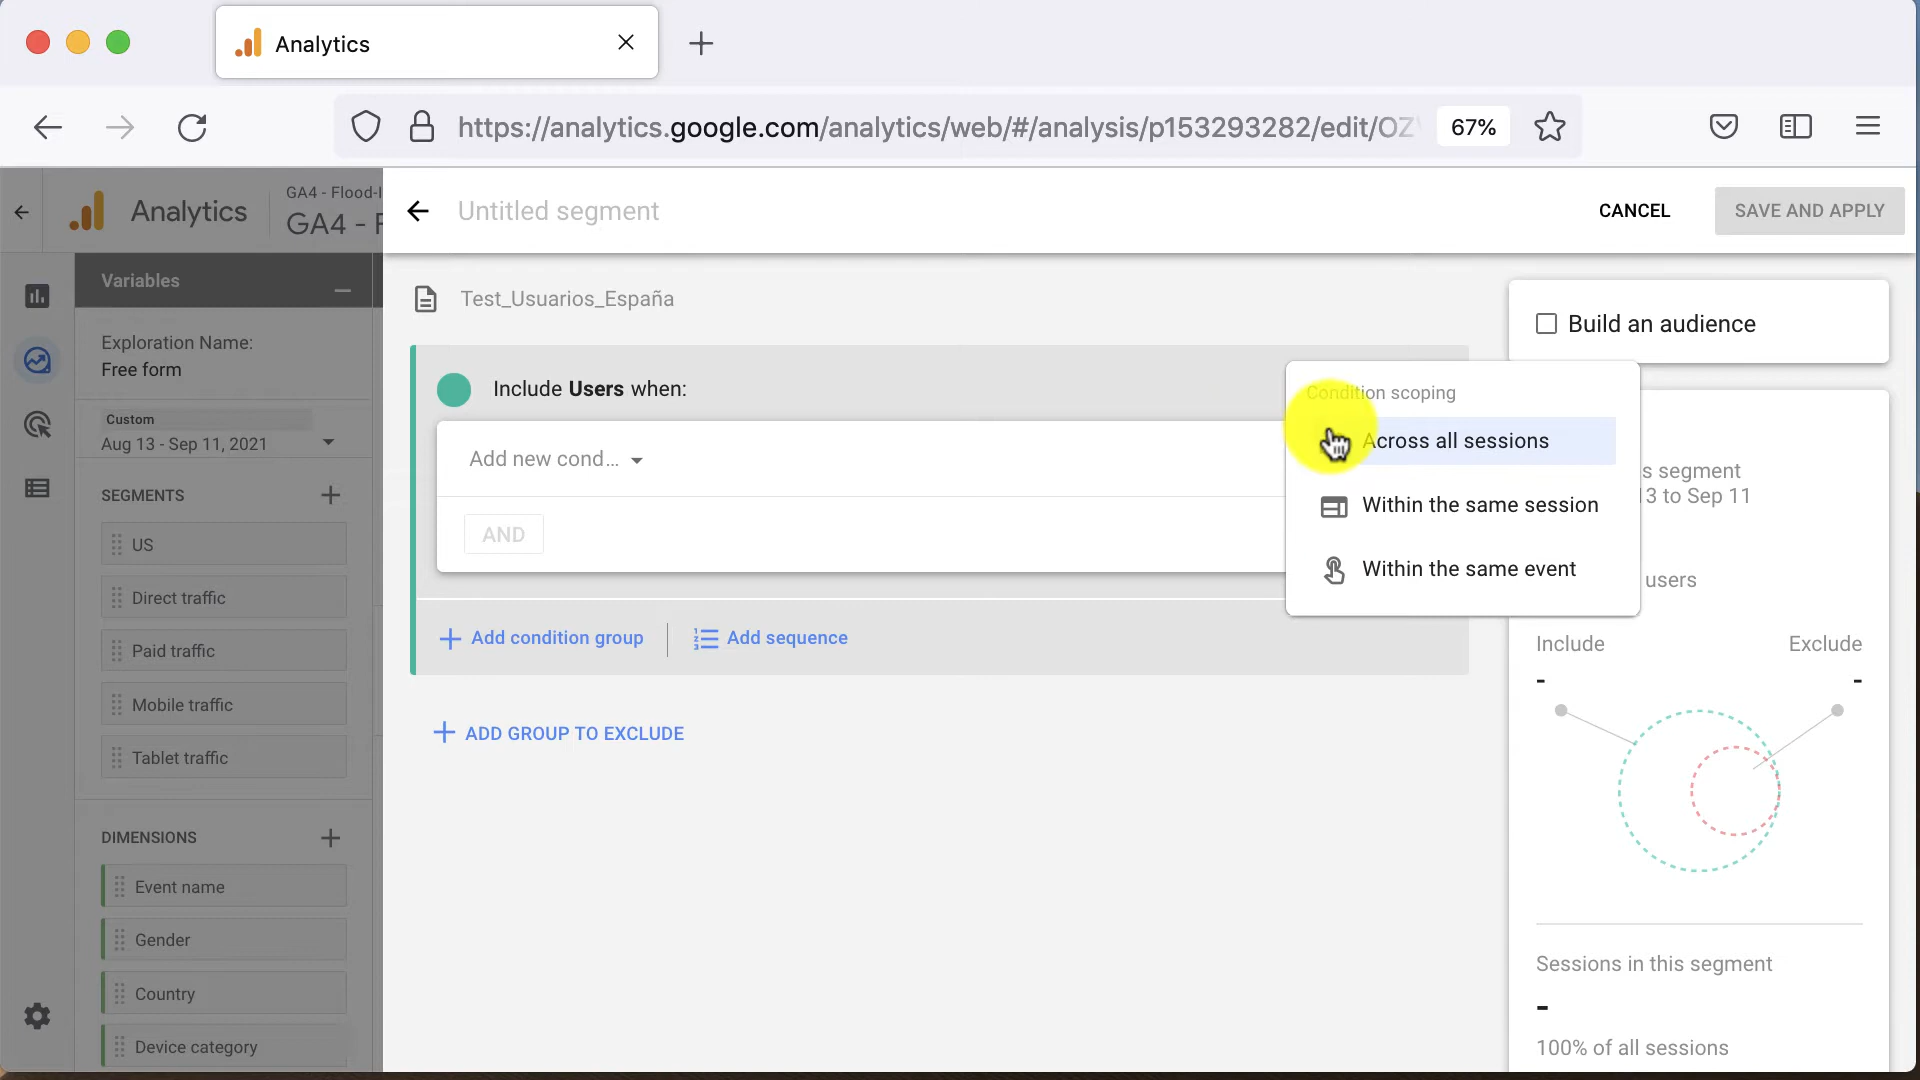 Analytics
https://analytics.google.com/analytics/web/#/analysis/p153293282/edit/OZ
67%
Analytics
GA4 - Flood-I
GA4 - F
Untitled segment
CANCEL
SAVE AND APPLY
Variables
Exploration Name:
Free form
Custom
Aug 13 - Sep 11, 2021
SEGMENTS
US
Direct traffic
Paid traffic
Mobile traffic
Tablet traffic
DIMENSIONS
Event name
Gender
Country
Device category
Test_Usuarios_España
Include Users when:
Add new cond...
AND
Add condition group
Add sequence
ADD GROUP TO EXCLUDE
Condition scoping
Across all sessions
Within the same session
Within the same event
Build an audience
s segment
13 to Sep 11
users
Include
Exclude
-
-
Sessions in this segment
-
100% of all sessions